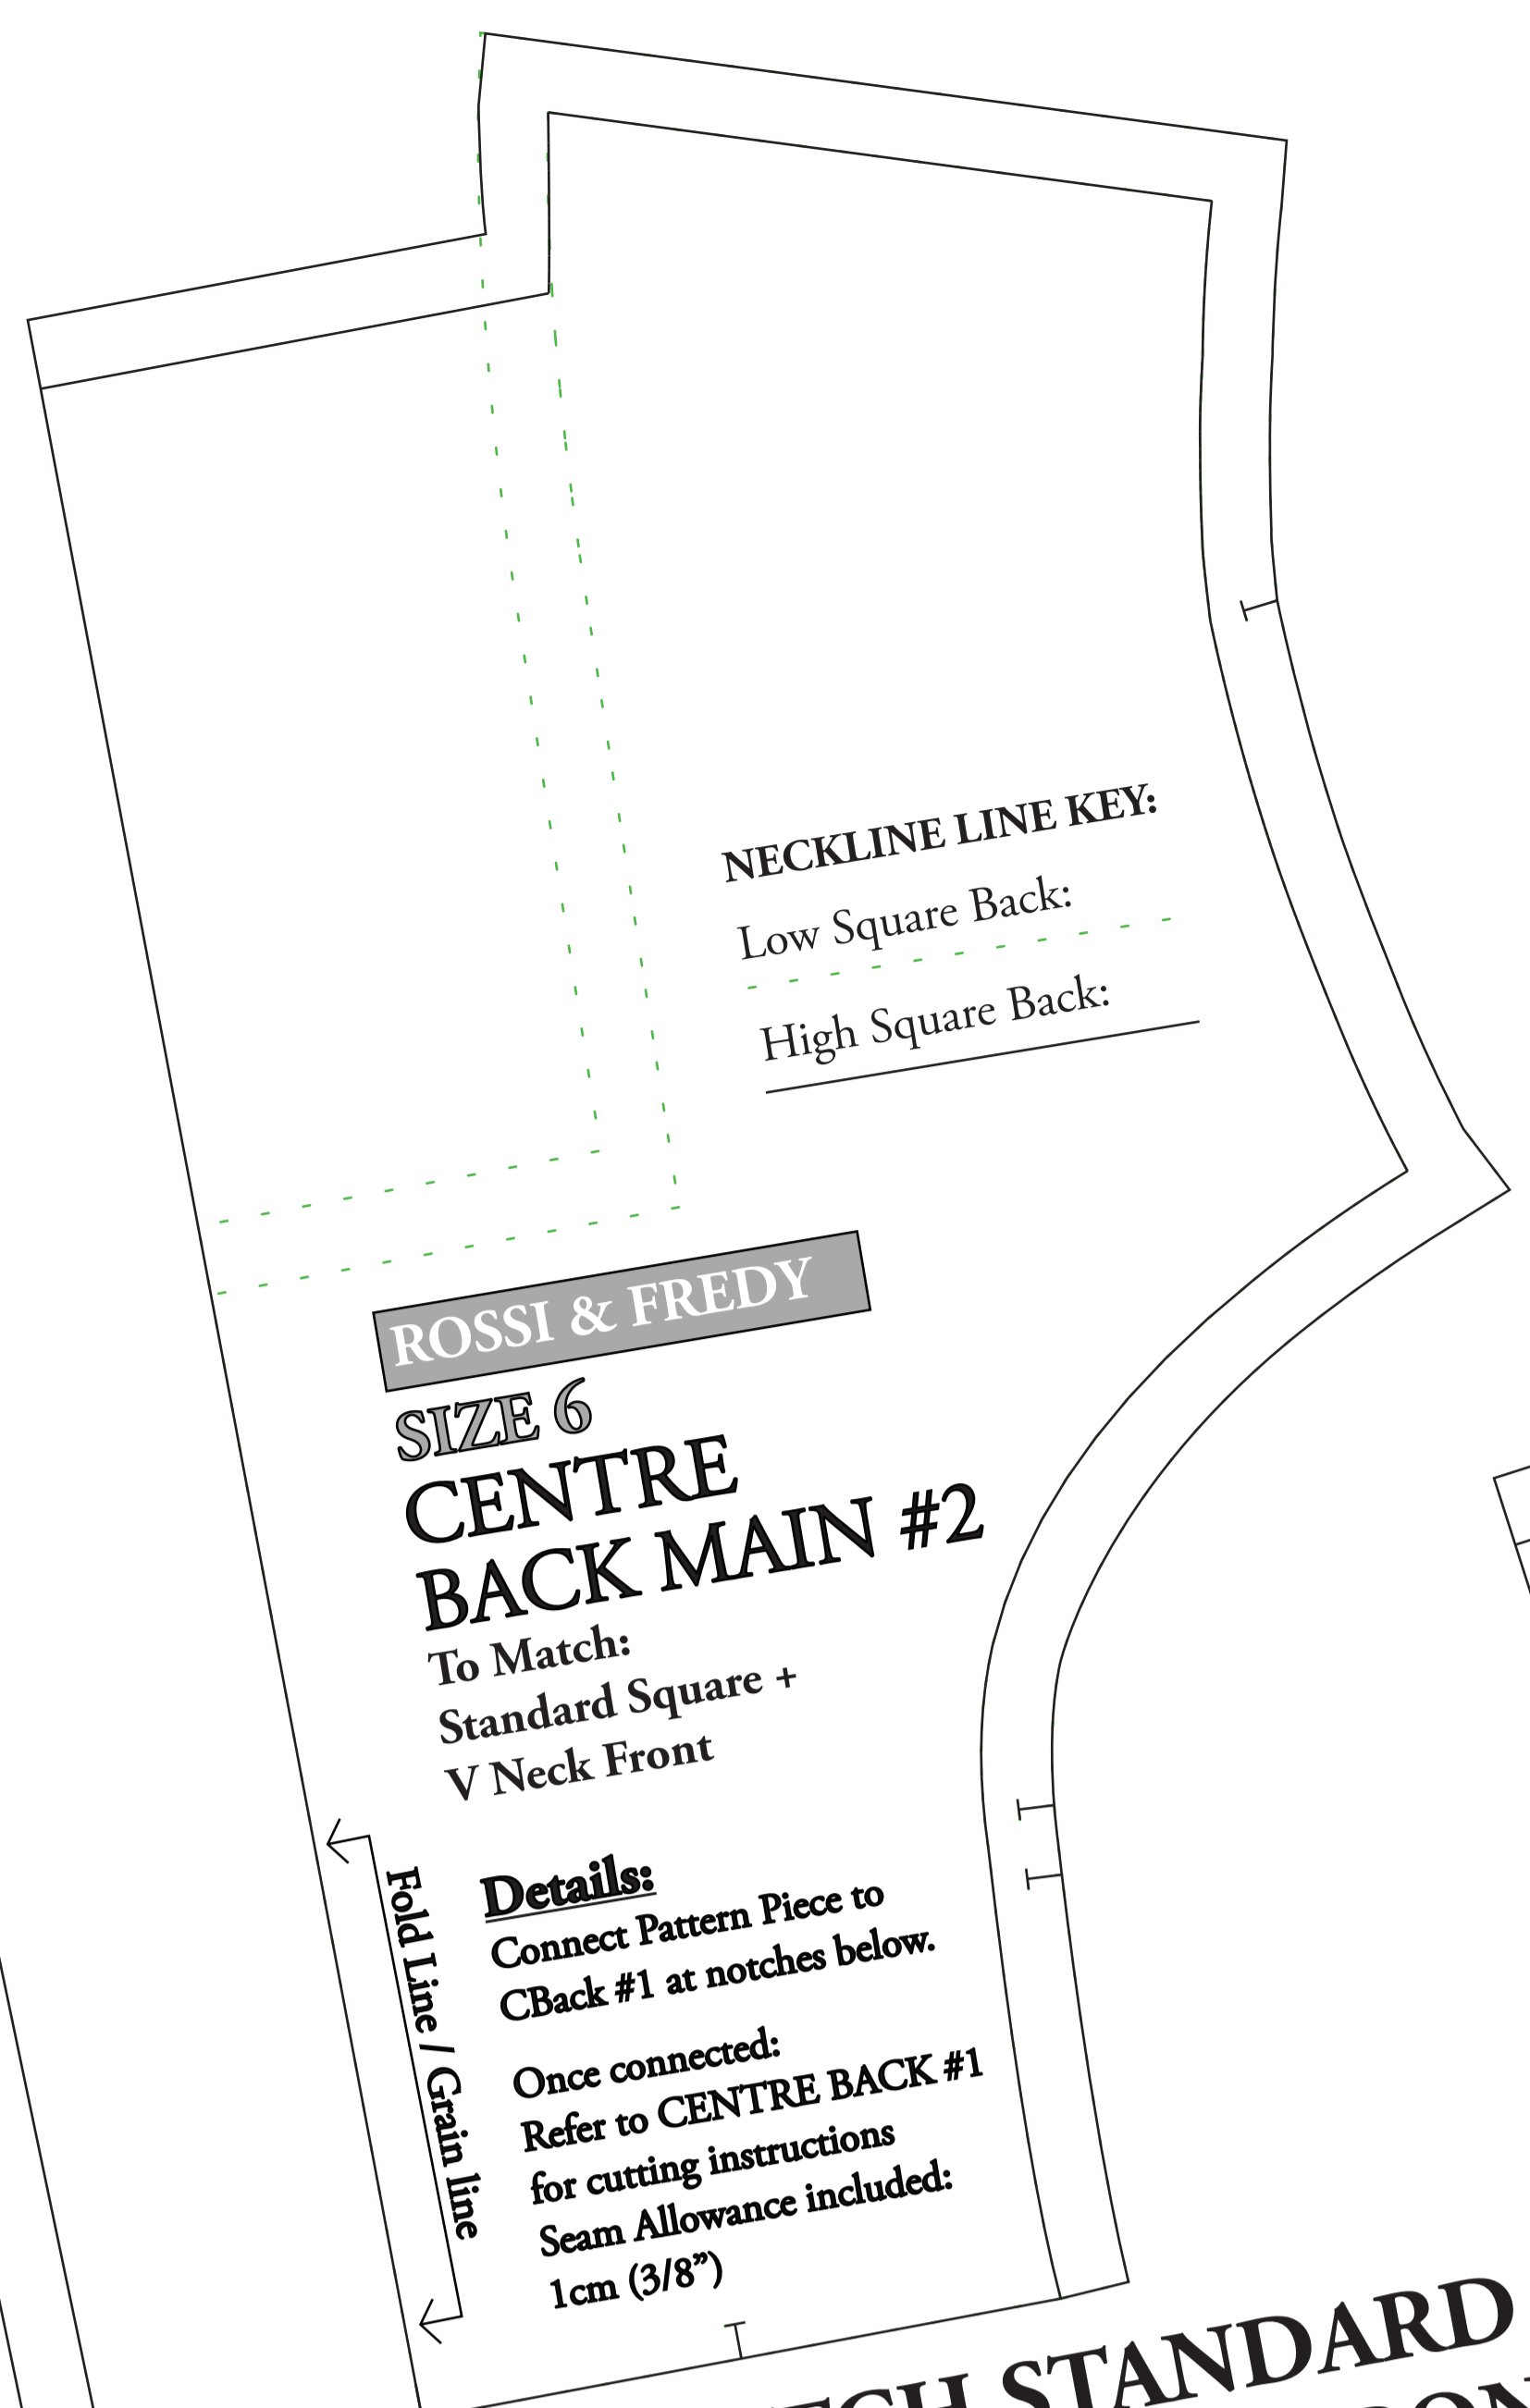 NECKLINE LINE KEY:
Low Square Back:
High Square Back:
ROSSI & FREDY
SIZE 6
CENTRE
BACK MAIN #2
To Match:
Standard Square +
V Neck Front
Fold Line / Grain line
Details:
Connect Pattern Piece to
CBack #1 at notches below.
Once connected:
Refer to CENTRE BACK #1
for cutting instructions
Seam Allowance included:
1cm (3/8”)
STANDARD